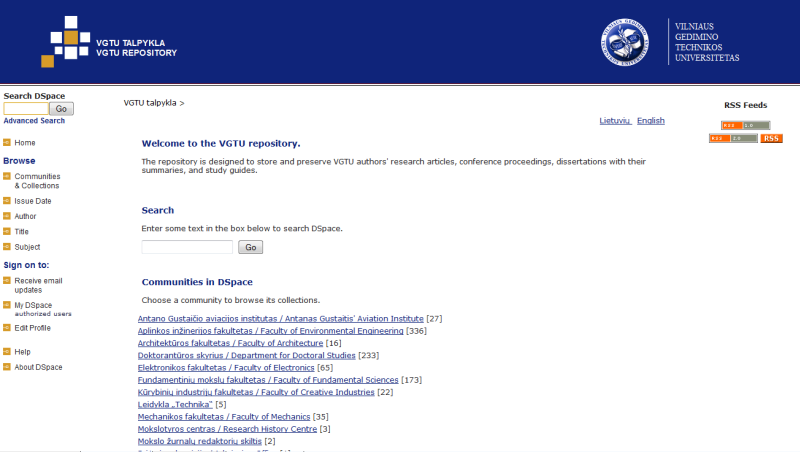 VGTU TALPYKLA
VGTU REPOSITORY
VILNIAUS
GEDIMINO
TECHNIKOS
UNIVERSITETAS
Search DSpace
Go
Advanced Search
Home
Browse
Communities
& Collections
Issue Date
Author
Title
Subject
Sign on to:
Receive email
updates
My DSpace
authorized users
Edit Profile
Help
About DSpace
VGTU talpykla >
Lietuvių English
Welcome to the VGTU repository.
The repository is designed to store and preserve VGTU authors' research articles, conference proceedings, dissertations with their
summaries, and study guides.
Search
Enter some text in the box below to search DSpace.
Go
Communities in DSpace
Choose a community to browse its collections.
Antano Gustaičio aviacijos institutas / Antanas Gustaitis' Aviation Institute [27]
Aplinkos inžinerijos fakultetas / Faculty of Environmental Engineering [336]
Architektūros fakultetas / Faculty of Architecture [16]
Doktorantūros skyrius / Department for Doctoral Studies [233]
Elektronikos fakultetas / Faculty of Electronics [65]
Fundamentinių mokslų fakultetas / Faculty of Fundamental Sciences [173]
Kūrybinių industrijų fakultetas / Faculty of Creative Industries [22]
Leidykla „Technika" [5]
Mechanikos fakultetas / Faculty of Mechanics [35]
Mokslotyros centras / Research History Centre [3]
Mokslo žurnalų redaktorių skiltis [2]
RSS Feeds
RSS 1.0
RSS 2.0 RSS